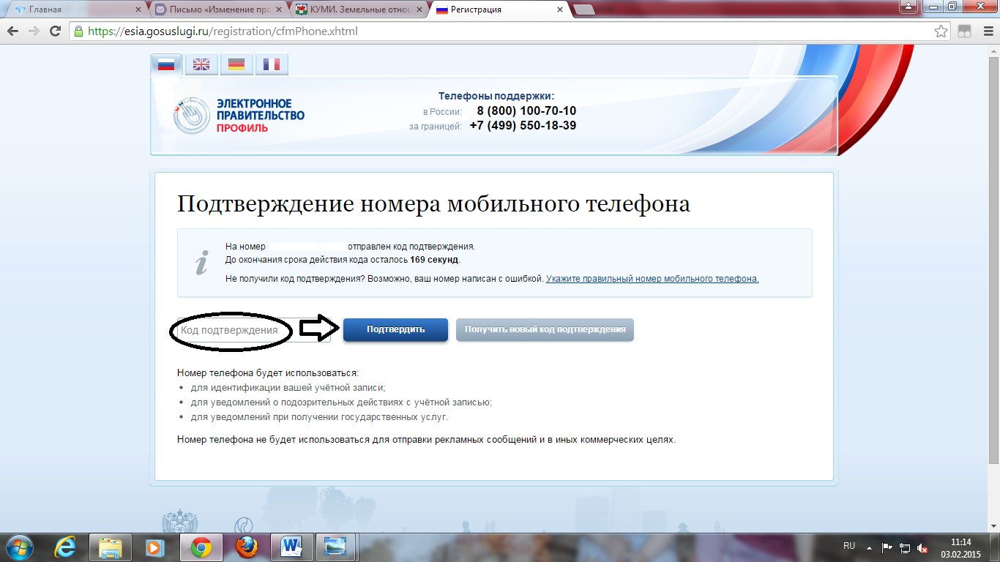 Главная
Письмо «Изменение про
КУМИ. Земельные отнош
Регистрация
https://esia.gosuslugi.ru/registration/cfmPhone.xhtml
ЭЛЕКТРОННОЕ
ПРАВИТЕЛЬСТВО
ПРОФИЛЬ
Телефоны поддержки:
в России: 8 (800) 100-70-10
за границей: +7 (499) 550-18-39
Подтверждение номера мобильного телефона
На номер отправлен код подтверждения.
До окончания срока действия кода осталось 169 секунд.
Не получили код подтверждения? Возможно, ваш номер написан с ошибкой. Укажите правильный номер мобильного телефона.
Код подтверждения
Подтвердить
Получить новый код подтверждения
Номер телефона будет использоваться:
• для идентификации вашей учётной записи;
• для уведомлений о подозрительных действиях с учётной записью;
• для уведомлений при получении государственных услуг.
Номер телефона не будет использоваться для отправки рекламных сообщений и в иных коммерческих целях.
RU
11:14
03.02.2015